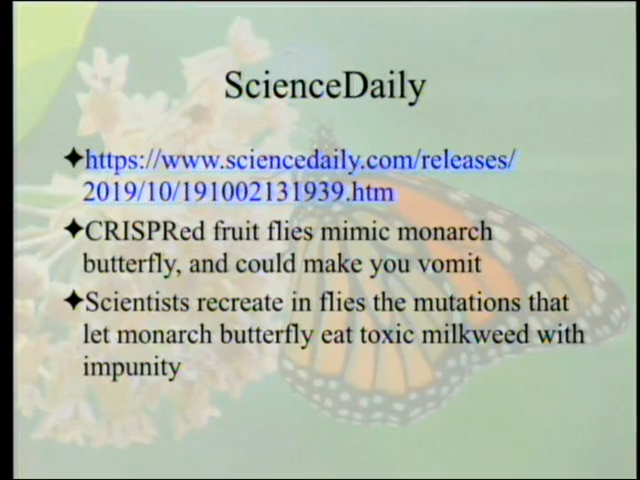 ScienceDaily
✦https://www.sciencedaily.com/releases/
2019/10/191002131939.htm
✦CRISPRed fruit flies mimic monarch
butterfly, and could make you vomit
✦Scientists recreate in flies the mutations that
let monarch butterfly eat toxic milkweed with
impunity